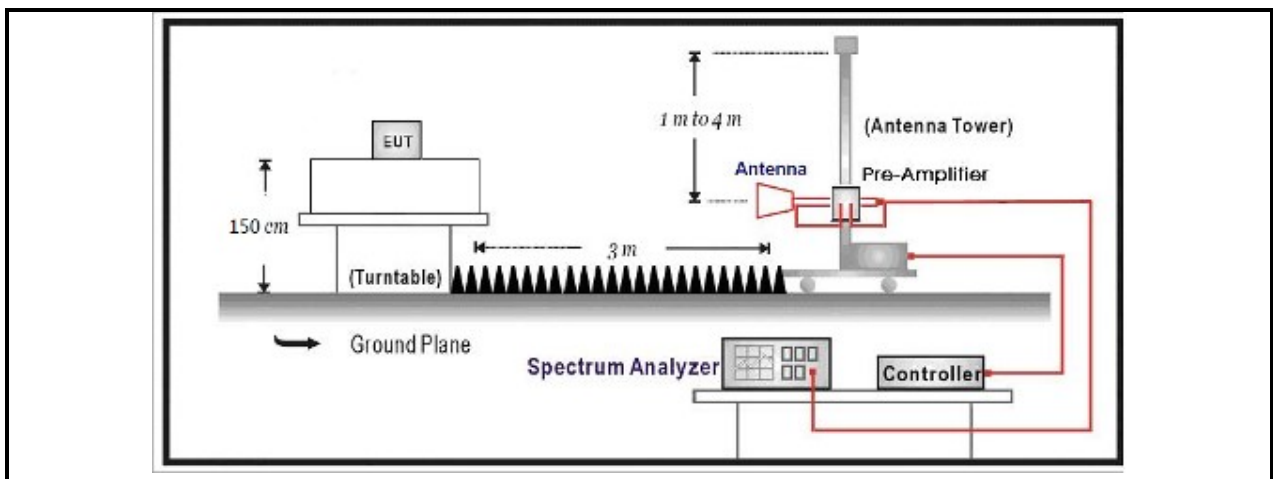 EUT
150 cm
(Turntable)
3 m
1 m to 4 m
(Antenna Tower)
Antenna
Pre-Amplifier
Ground Plane
Spectrum Analyzer
Controller